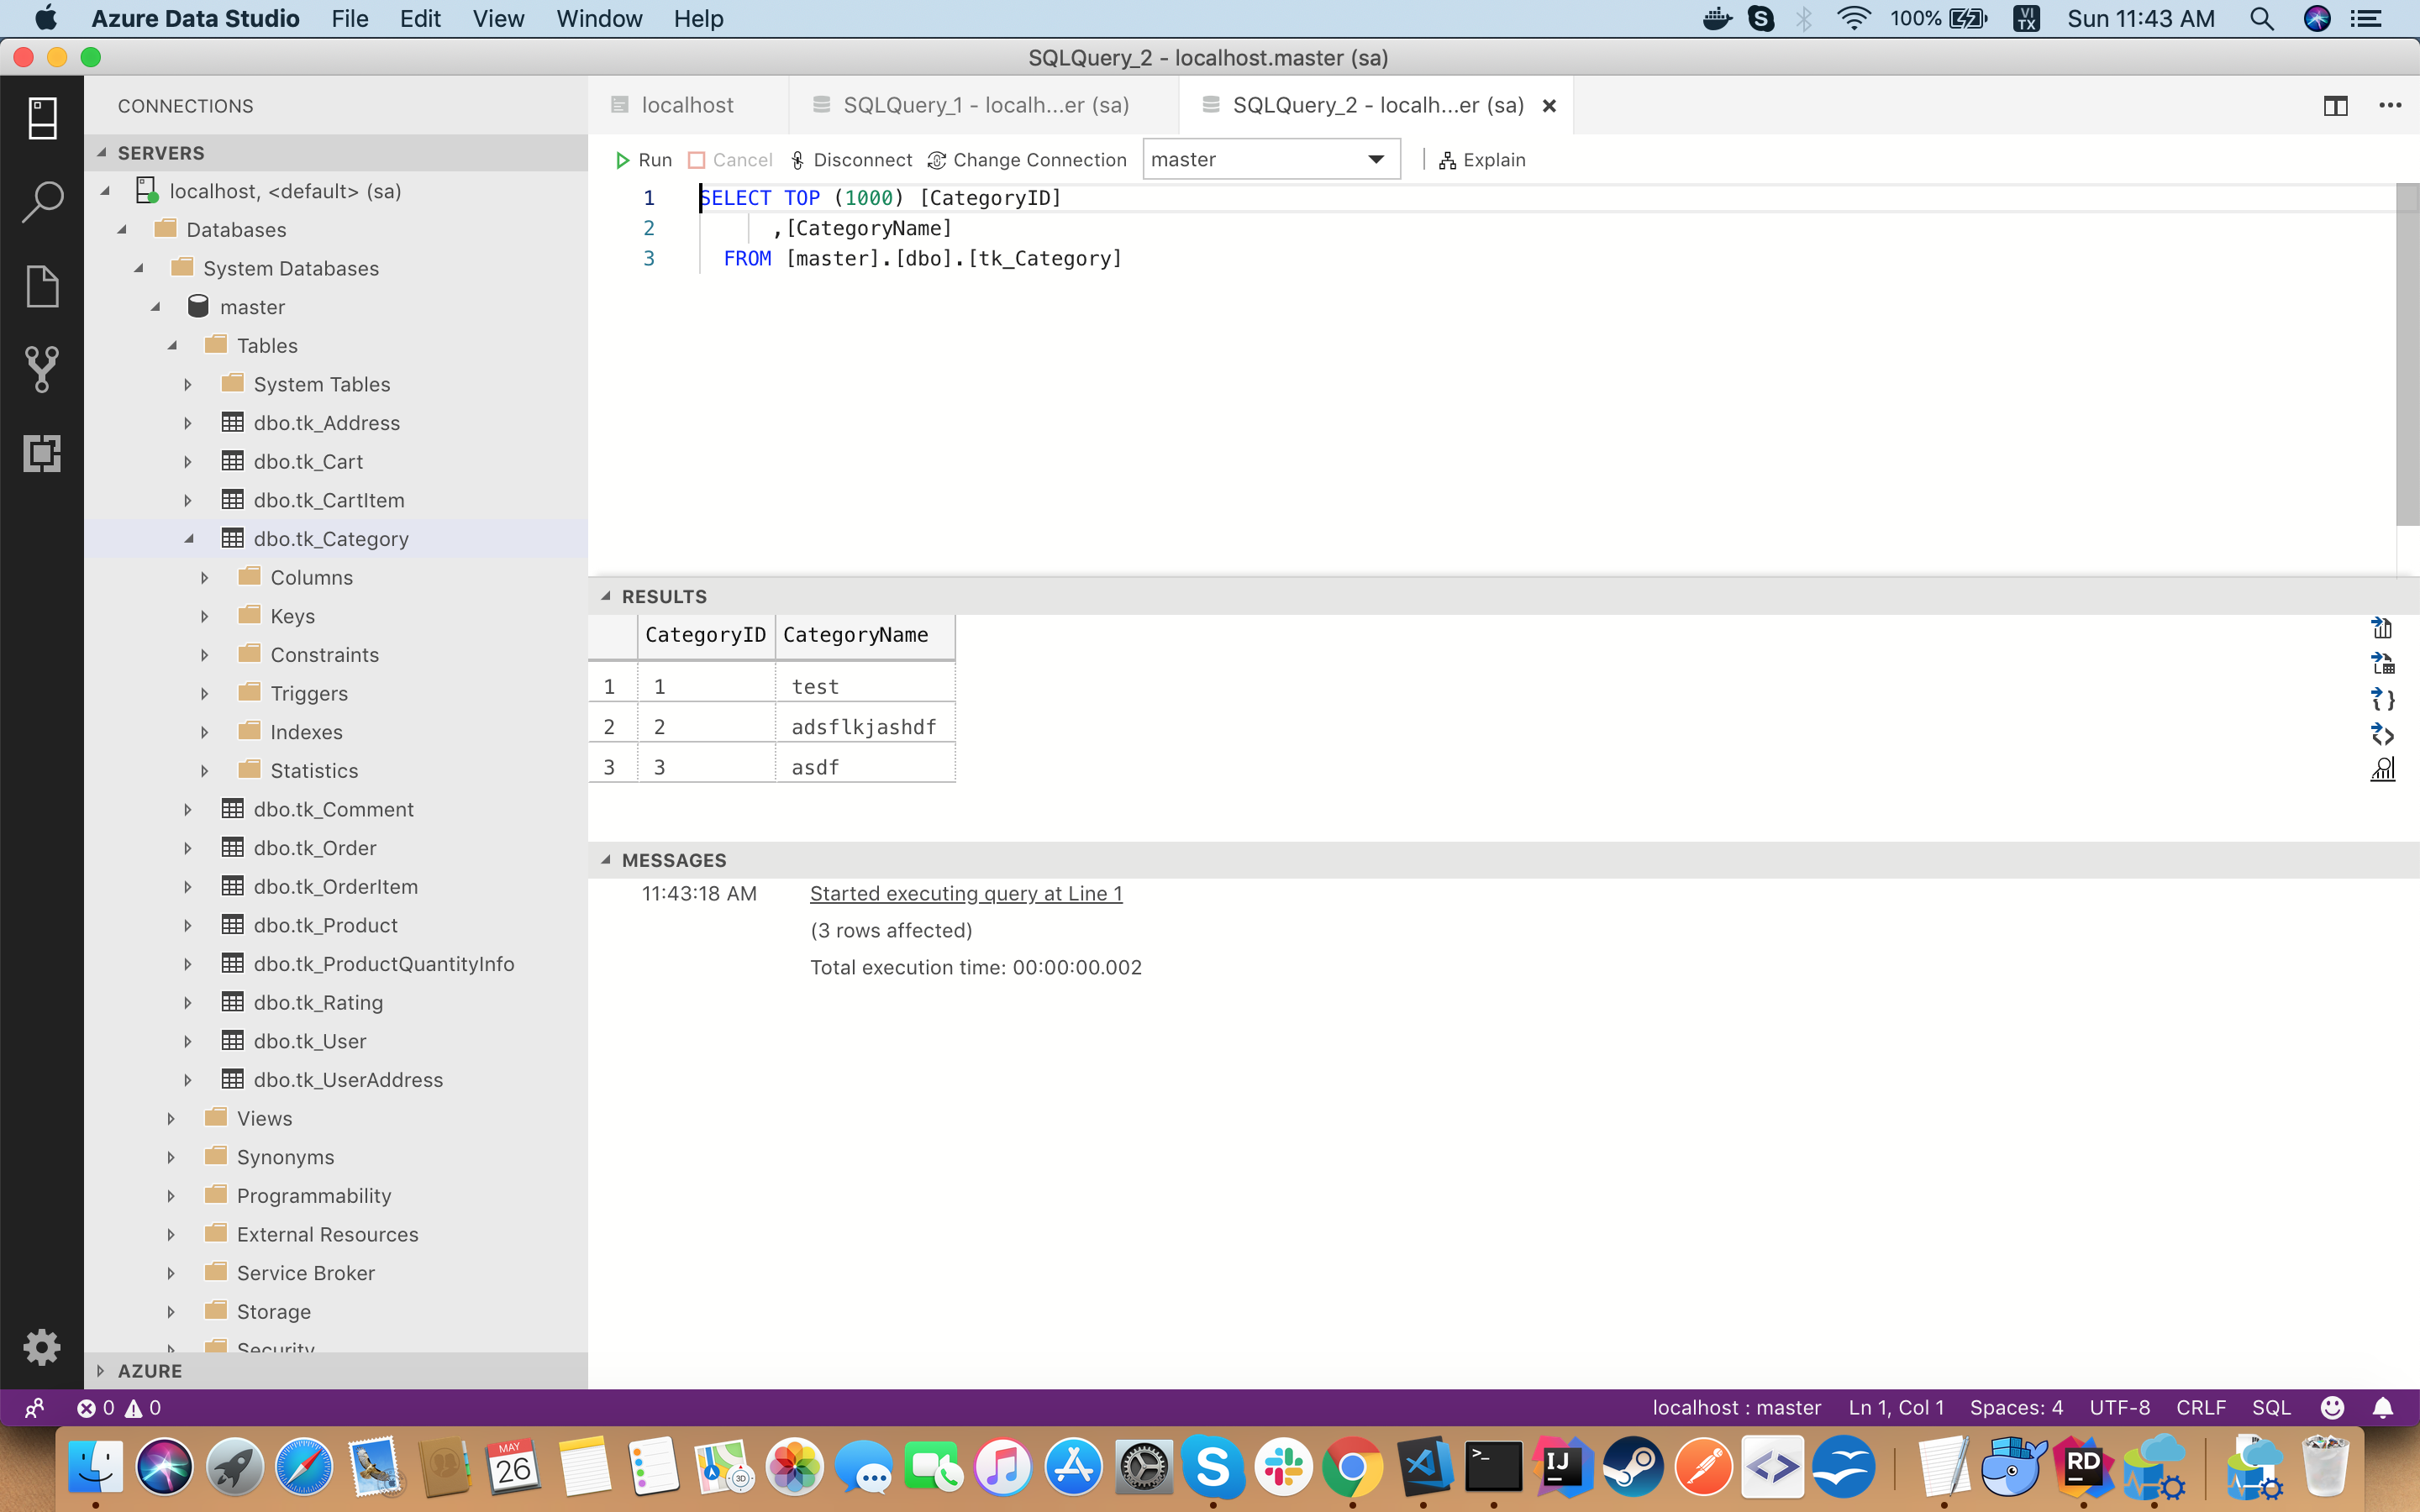 Azure Data Studio File Edit View Window Help 100% VI TX Sun 11:43 AM
SQLQuery_2 - localhost.master (sa)
CONNECTIONS
SERVERS
localhost, <default> (sa)
Databases
System Databases
master
Tables
System Tables
dbo.tk_Address
dbo.tk_Cart
dbo.tk_CartItem
dbo.tk_Category
Columns
Keys
Constraints
Triggers
Indexes
Statistics
dbo.tk_Comment
dbo.tk_Order
dbo.tk_OrderItem
dbo.tk_Product
dbo.tk_ProductQuantityInfo
dbo.tk_Rating
dbo.tk_User
dbo.tk_UserAddress
Views
Synonyms
Programmability
External Resources
Service Broker
Storage
Security
AZURE
localhost SQLQuery_1 - localh...er (sa) SQLQuery_2 - localh...er (sa)
Run Cancel Disconnect Change Connection master Explain
1 SELECT TOP (1000) [CategoryID]
2 ,[CategoryName]
3 FROM [master].[dbo].[tk_Category]
RESULTS
CategoryID CategoryName
1 1 test
2 2 adsflkjashdf
3 3 asdf
MESSAGES
11:43:18 AM Started executing query at Line 1
(3 rows affected)
Total execution time: 00:00:00.002
0 0 localhost : master Ln 1, Col 1 Spaces: 4 UTF-8 CRLF SQL
MAY
26
3D
S
>_
IJ
RD